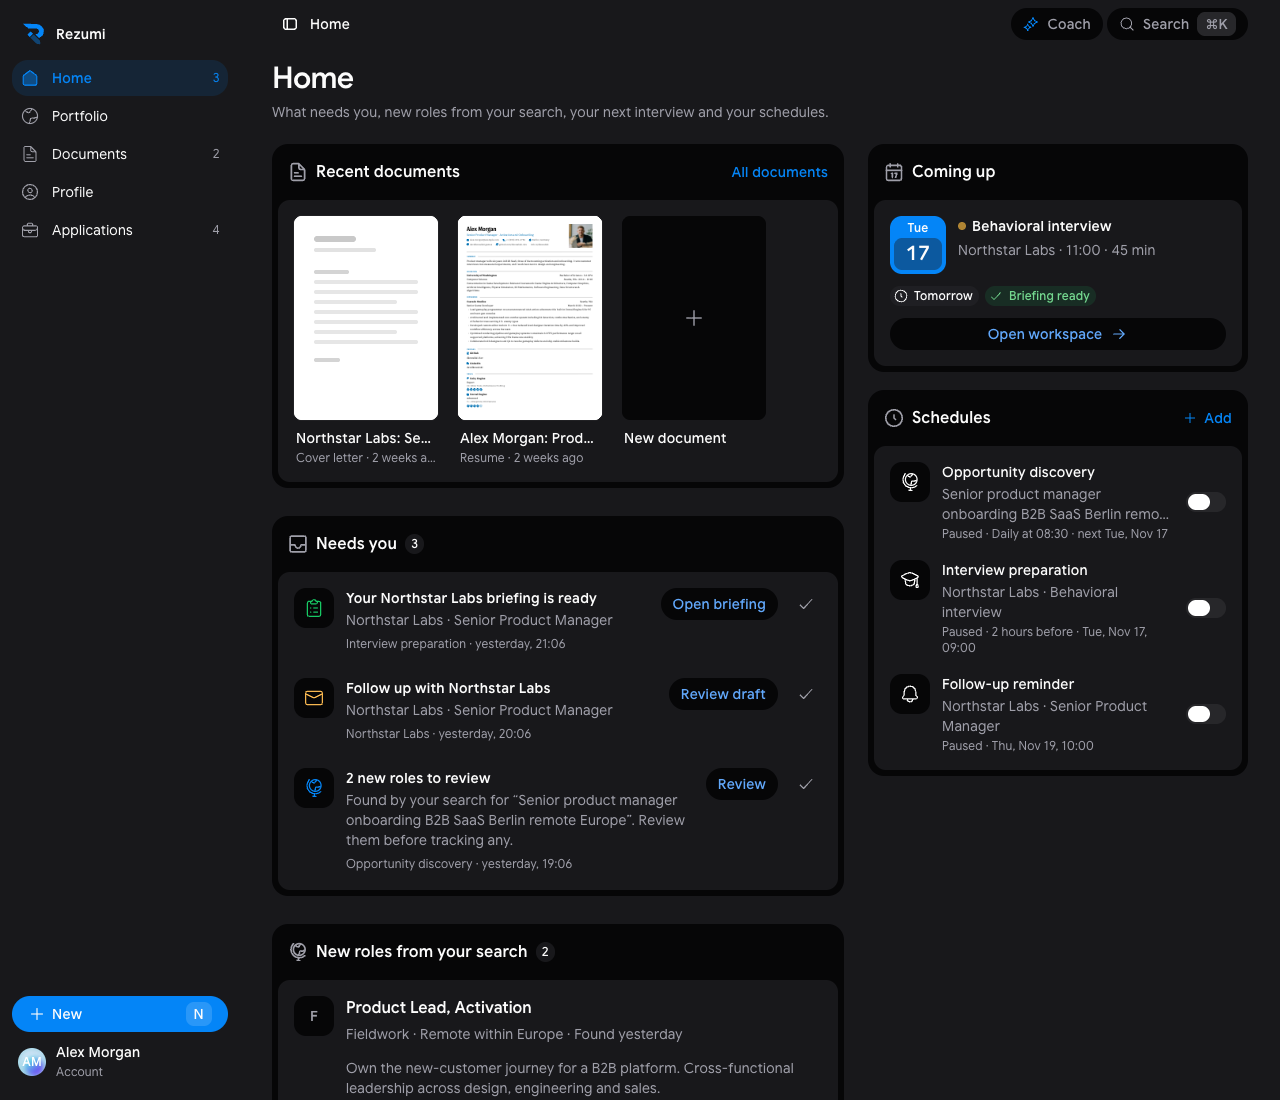 Rezumi
Home 3
Portfolio
Documents 2
Profile
Applications 4
New N
AM
Alex Morgan
Account
Home
Coach
Search ⌘K
Home
What needs you, new roles from your search, your next interview and your schedules.
Recent documents
All documents
Alex Morgan
Northstar Labs: Se...
Cover letter · 2 weeks a...
Alex Morgan: Prod...
Resume · 2 weeks ago
New document
Needs you 3
Your Northstar Labs briefing is ready
Northstar Labs · Senior Product Manager
Interview preparation · yesterday, 21:06
Open briefing
Follow up with Northstar Labs
Northstar Labs · Senior Product Manager
Northstar Labs · yesterday, 20:06
Review draft
2 new roles to review
Found by your search for “Senior product manager
onboarding B2B SaaS Berlin remote Europe”. Review
them before tracking any.
Opportunity discovery · yesterday, 19:06
Review
New roles from your search 2
F
Product Lead, Activation
Fieldwork · Remote within Europe · Found yesterday
Own the new-customer journey for a B2B platform. Cross-functional
leadership across design, engineering and sales.
17
Coming up
Tue
17
Behavioral interview
Northstar Labs · 11:00 · 45 min
Tomorrow
Briefing ready
Open workspace
Schedules
Add
Opportunity discovery
Senior product manager
onboarding B2B SaaS Berlin remo...
Paused · Daily at 08:30 · next Tue, Nov 17
Interview preparation
Northstar Labs · Behavioral
interview
Paused · 2 hours before · Tue, Nov 17,
09:00
Follow-up reminder
Northstar Labs · Senior Product
Manager
Paused · Thu, Nov 19, 10:00